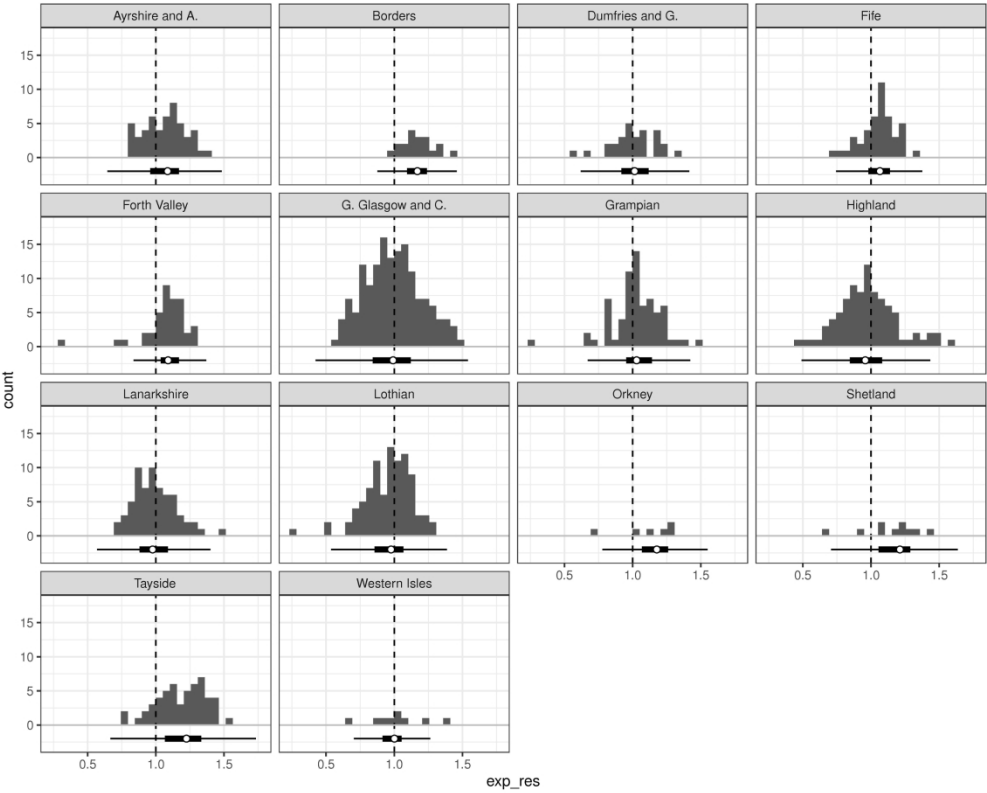 Ayrshire and A. Borders Dumfries and G. Fife
15
10
5
0
Forth Valley G. Glasgow and C. Grampian Highland
15
10
5
0
count
Lanarkshire Lothian Orkney Shetland
15
10
5
0
0.5 1.0 1.5 0.5 1.0 1.5
Tayside Western Isles
15
10
5
0
0.5 1.0 1.5 0.5 1.0 1.5
exp_res